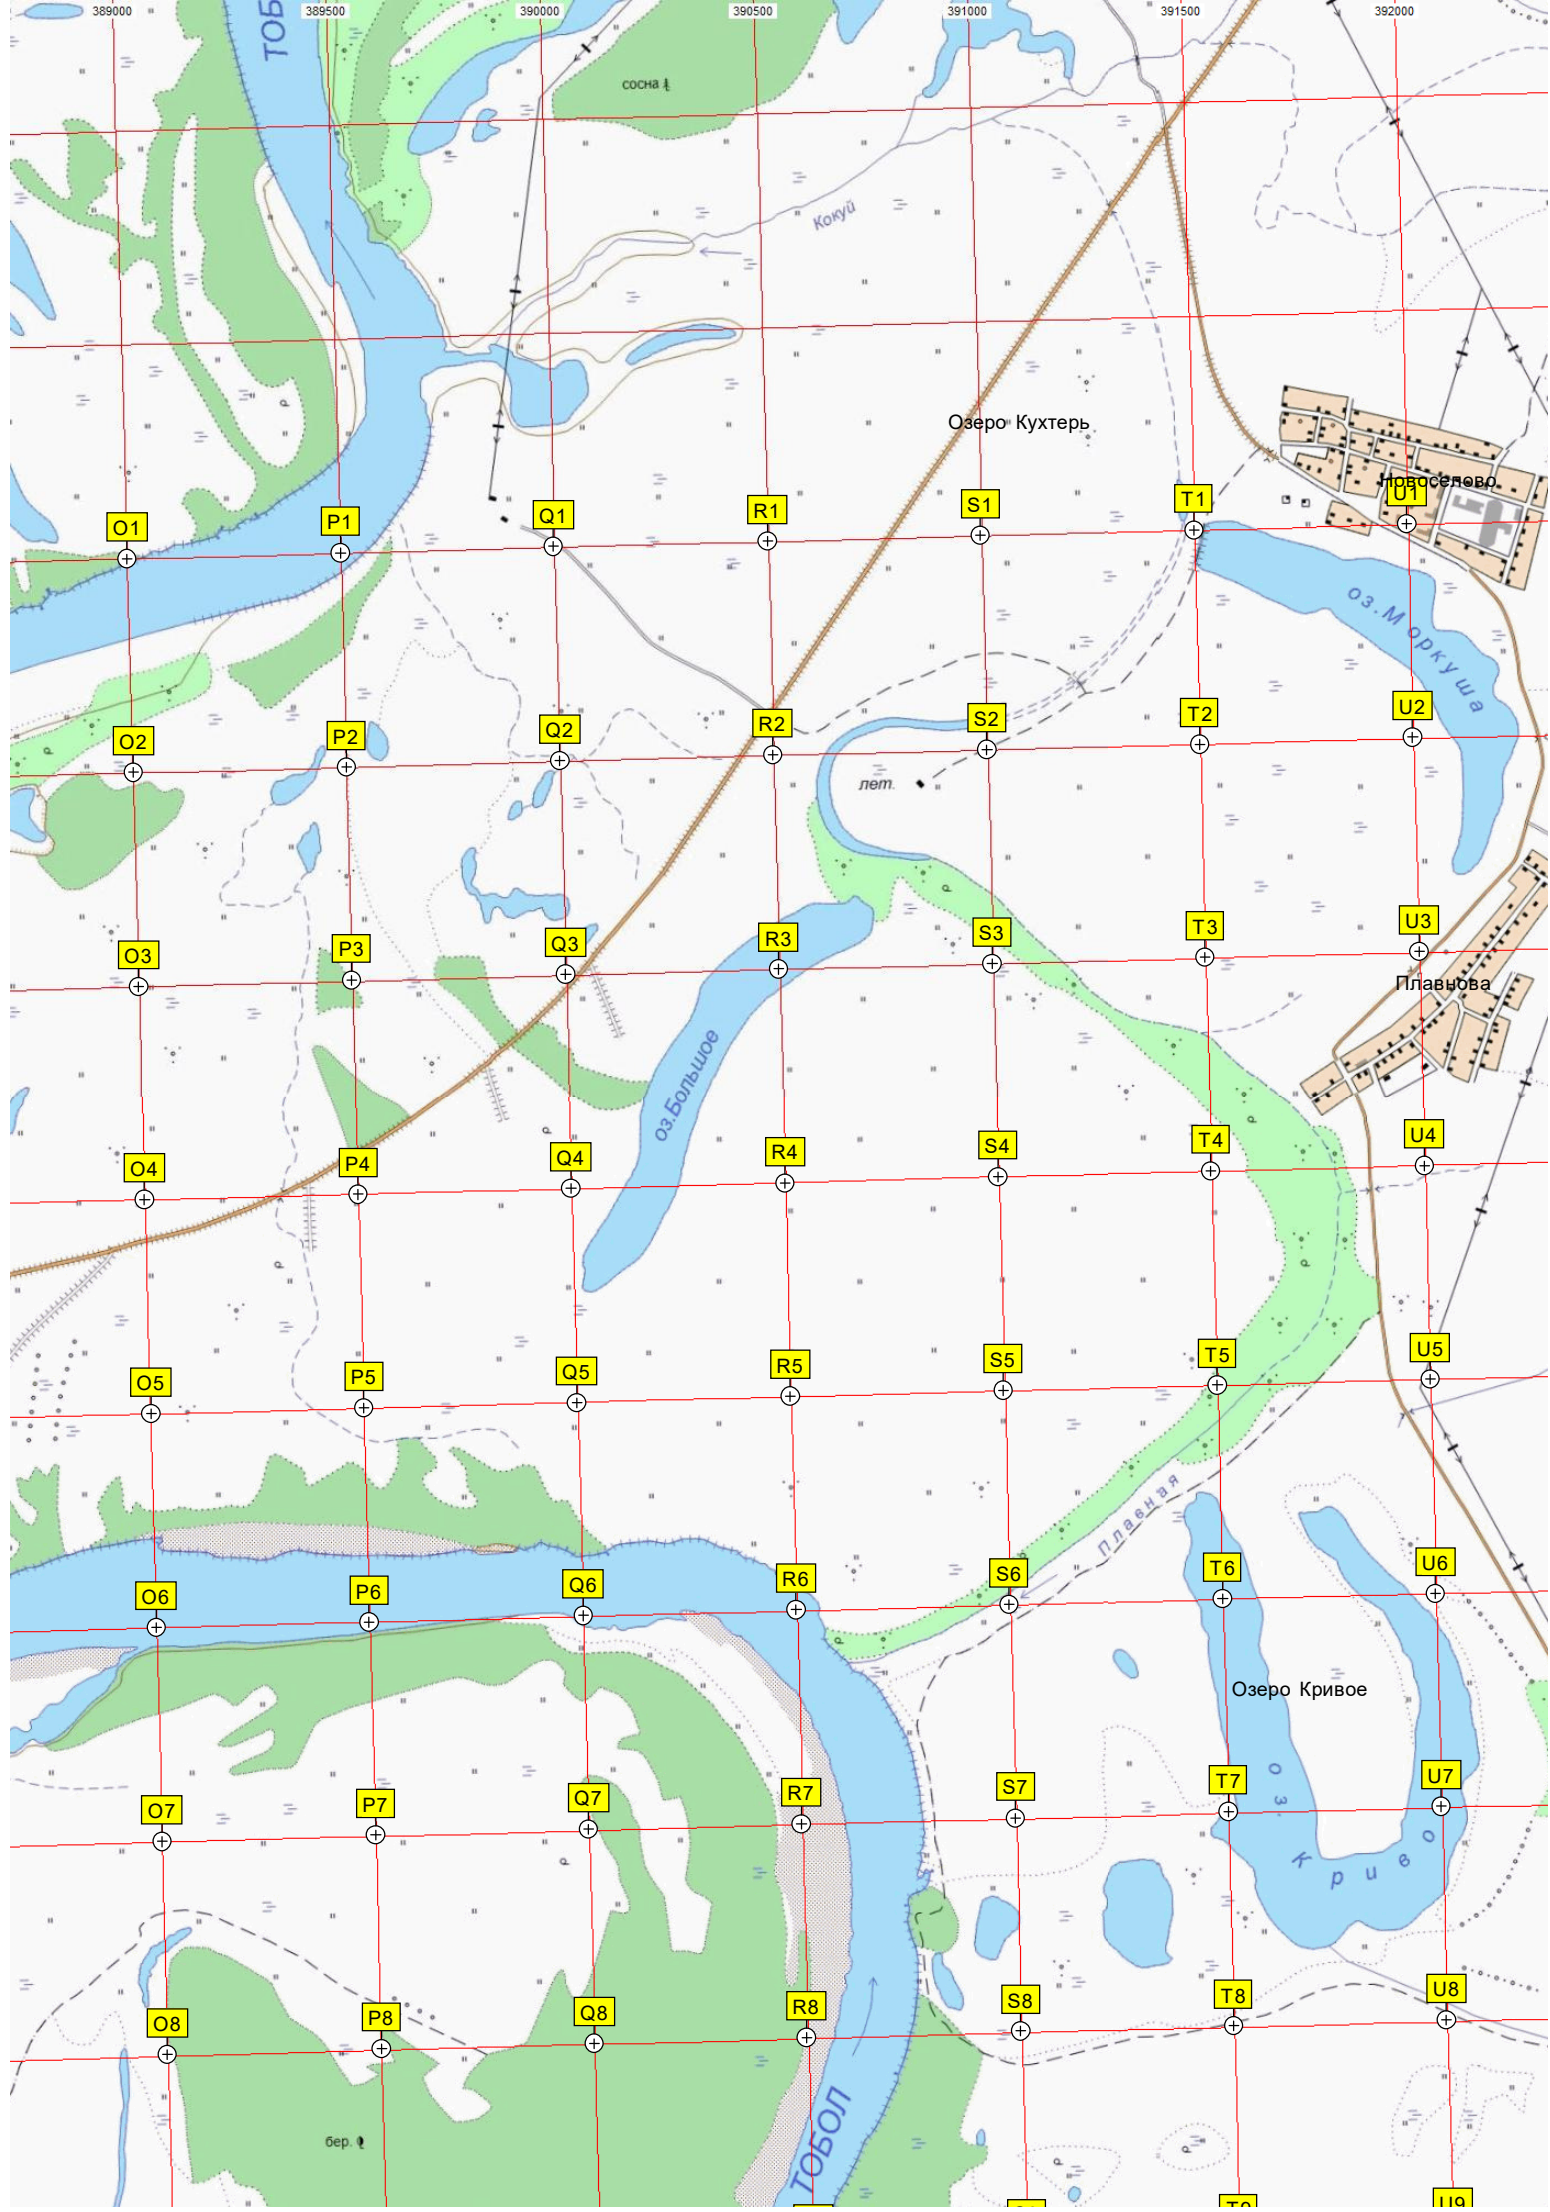 389000 389500 390000 390500 391000 391500 392000
ТОБ
сосна
Кокуй
Озеро Кухтерь
Новоселово
O1 P1 Q1 R1 S1 T1 U1
оз.Моркуша
O2 P2 Q2 R2 S2 T2 U2
лет.
O3 P3 Q3 R3 S3 T3 U3
Плавнова
оз.Большое
O4 P4 Q4 R4 S4 T4 U4
O5 P5 Q5 R5 S5 T5 U5
Плавная
O6 P6 Q6 R6 S6 T6 U6
Озеро Кривое
O7 P7 Q7 R7 S7 T7 U7
оз. Криво
O8 P8 Q8 R8 S8 T8 U8
бер.
ТОБОЛ
U9